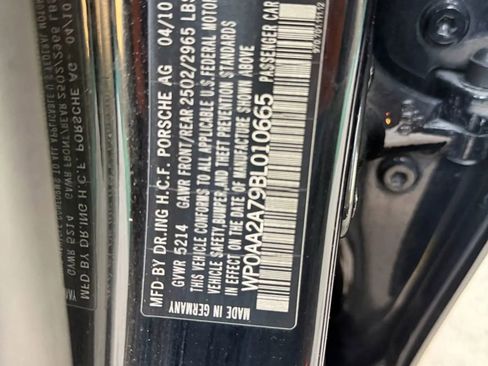 MFD BY DR.ING H.C.F. PORSCHE AG 04/10
GVWR 5214 GAWR FRONT/REAR 2502/2965 LBS
THIS VEHICLE CONFORMS TO ALL APPLICABLE U.S.FEDERAL MOTOR
VEHICLE SAFETY,BUMPER,AND THEFT PREVENTION STANDARDS
IN EFFECT ON THE DATE OF MANUFACTURE SHOWN ABOVE
WP0AA2A79BL010665 PASSENGER CAR
MADE IN GERMANY